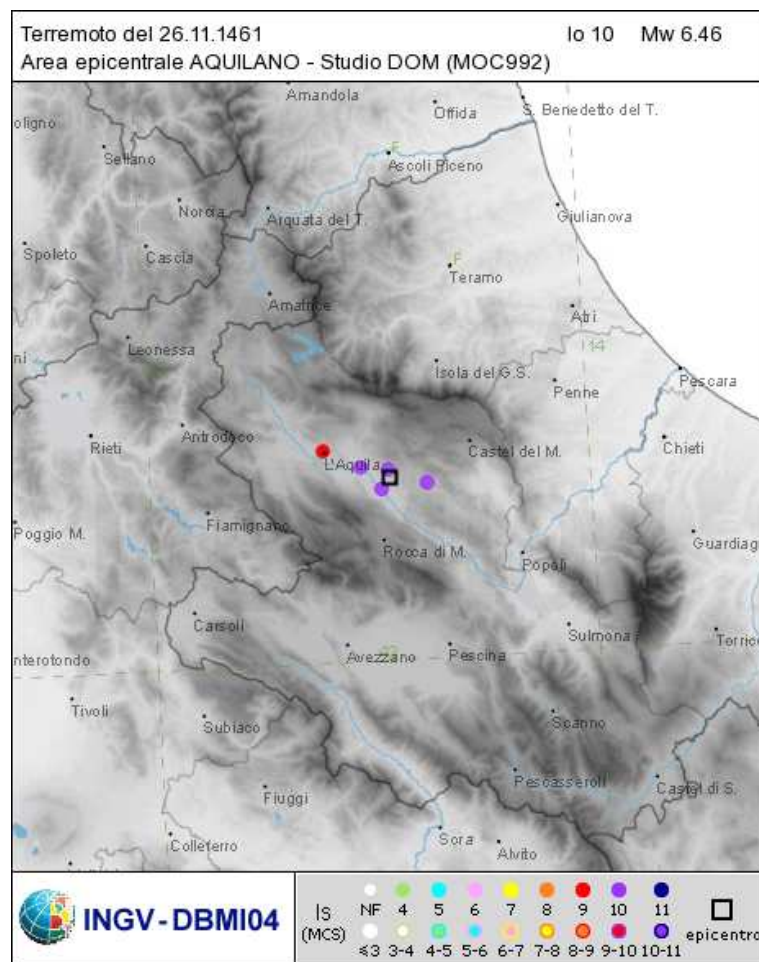 Terremoto del 26.11.1461 Io 10 Mw 6.46
Area epicentrale AQUILANO - Studio DOM (MOC992)
Amandola
Offida
S. Benedetto del T.
oligno
Sellano
F
Ascoli Piceno
Norcia
Arquata del T.
Giulianova
Spoleto
Cascia
F
Teramo
Amatrice
Atri
Leonessa
14
ni
Isola del G.S.
Penne
Pescara
Antrodoco
Rieti
Castel del M.
Chieti
L'Aquila
Fiamignano
Poggio M.
Guardiag
Rocca di M.
Popoli
Carsoli
Sulmona
Torric
Avezzano
Pescina
nterotondo
Tivoli
Subiaco
Scanno
Pescasseroli
Castel di S.
Fiuggi
Colleferro
Sora
Alvito
INGV-DBMI04
Is
(MCS)
NF 4 5 6 7 8 9 10 11
≤3 3-4 4-5 5-6 6-7 7-8 8-9 9-10 10-11
epicentro